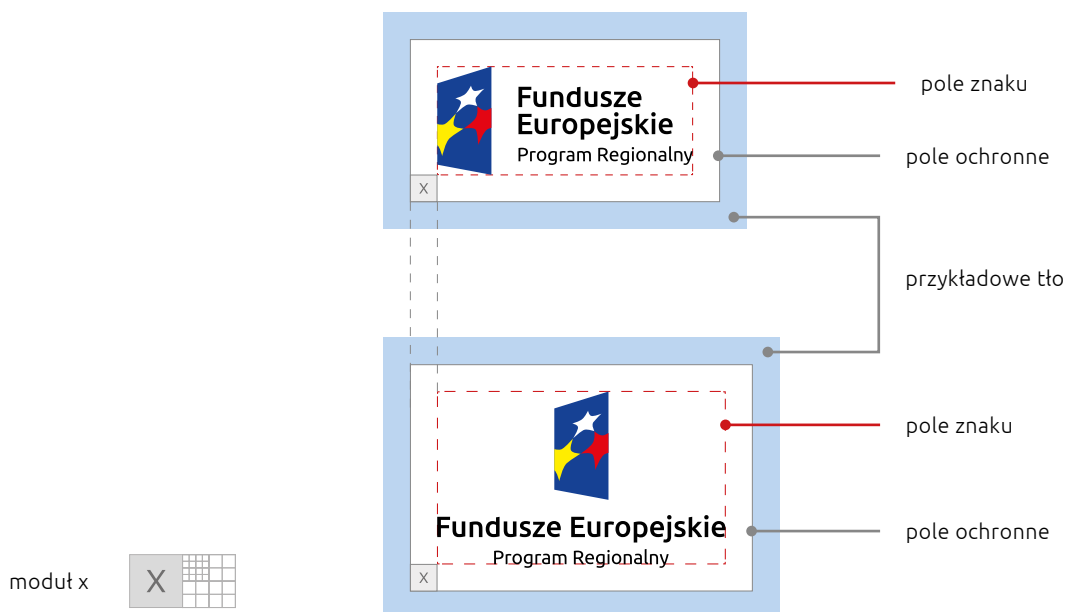 Fundusze
Europejskie
Program Regionalny
X
pole znaku
pole ochronne
przykładowe tło
Fundusze Europejskie
Program Regionalny
X
pole znaku
pole ochronne
moduł x
X